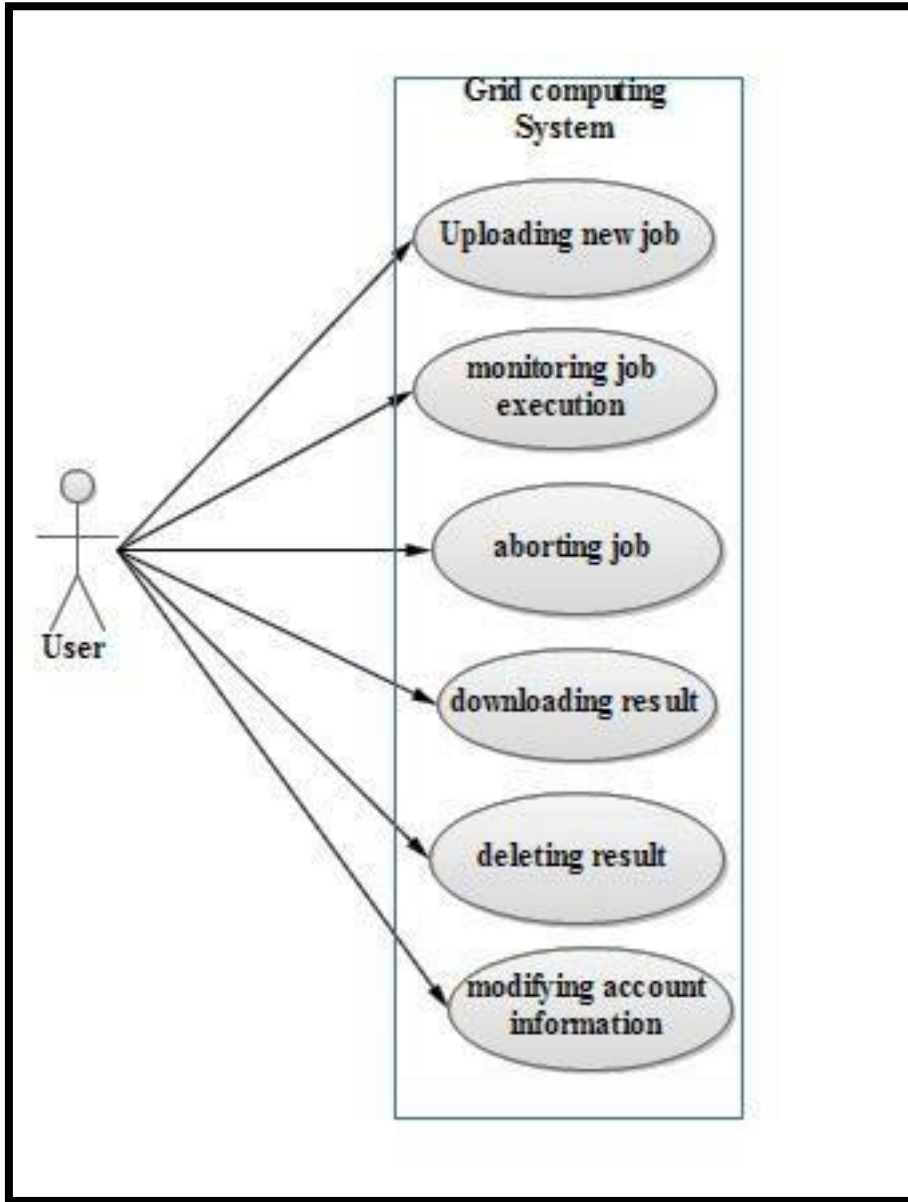 Grid computing
System
Uploading new job
monitoring job
execution
aborting job
User
downloading result
deleting result
modifying account
information